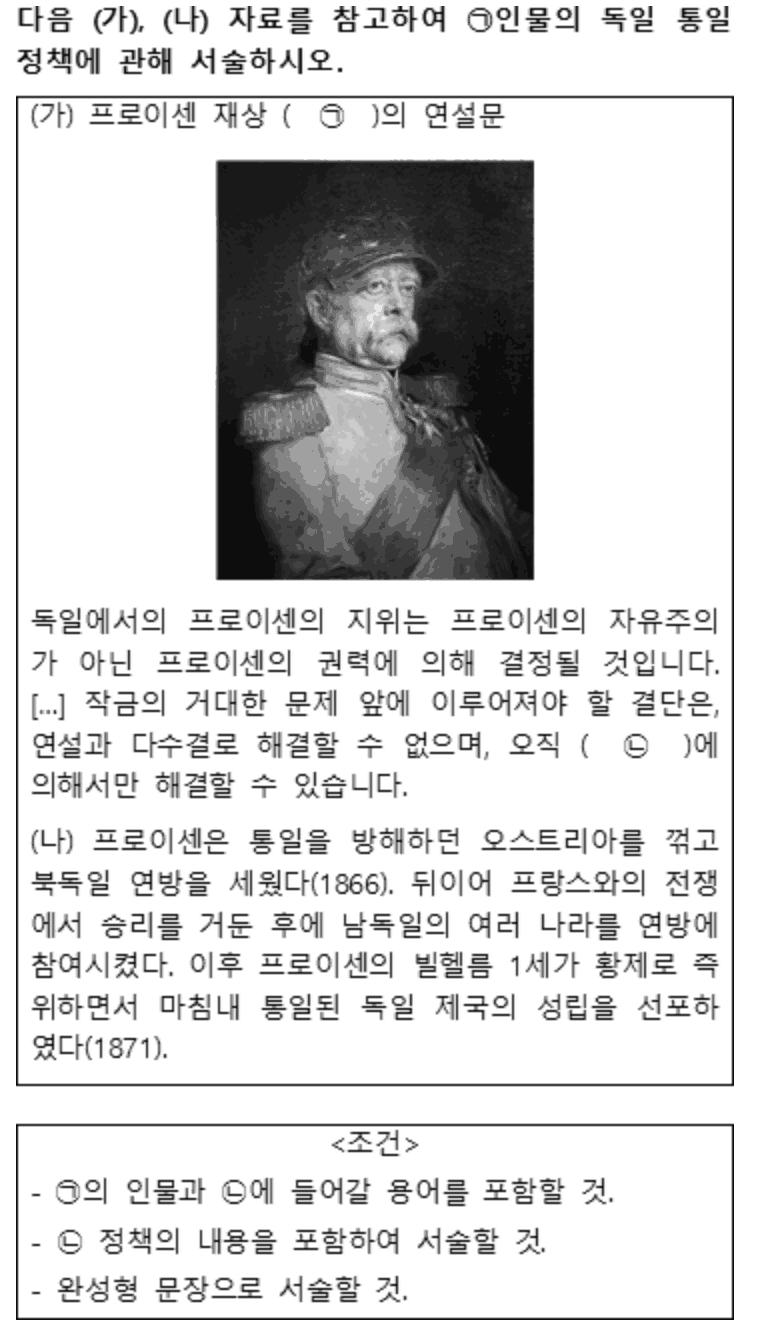 다음 (가), (나) 자료를 참고하여 ㉠인물의 독일 통일
정책에 관해 서술하시오.
(가) 프로이센 재상 ( ㉠ )의 연설문
독일에서의 프로이센의 지위는 프로이센의 자유주의
가 아닌 프로이센의 권력에 의해 결정될 것입니다.
[...] 작금의 거대한 문제 앞에 이루어져야 할 결단은,
연설과 다수결로 해결할 수 없으며, 오직 ( ㉡ )에
의해서만 해결할 수 있습니다.
(나) 프로이센은 통일을 방해하던 오스트리아를 꺾고
북독일 연방을 세웠다(1866). 뒤이어 프랑스와의 전쟁
에서 승리를 거둔 후에 남독일의 여러 나라를 연방에
참여시켰다. 이후 프로이센의 빌헬름 1세가 황제로 즉
위하면서 마침내 통일된 독일 제국의 성립을 선포하
였다(1871).
<조건>
- ㉠의 인물과 ㉡에 들어갈 용어를 포함할 것.
- ㉡ 정책의 내용을 포함하여 서술할 것.
- 완성형 문장으로 서술할 것.